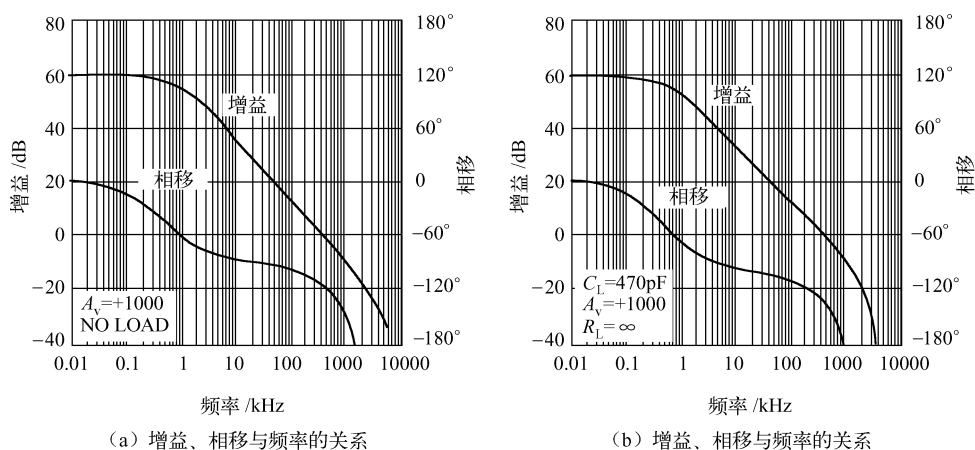 80
60
40
20
0
−20
−40
增益 /dB
180°
120°
60°
0
−60°
−120°
−180°
相移
增益
相移
Av=+1000
NO LOAD
0.01 0.1 1 10 100 1000 10000
频率 /kHz
（a）增益、相移与频率的关系
80
60
40
20
0
−20
−40
增益 /dB
180°
120°
60°
0
−60°
−120°
−180°
相移
增益
相移
CL=470pF
Av=+1000
RL=∞
0.01 0.1 1 10 100 1000 10000
频率 /kHz
（b）增益、相移与频率的关系